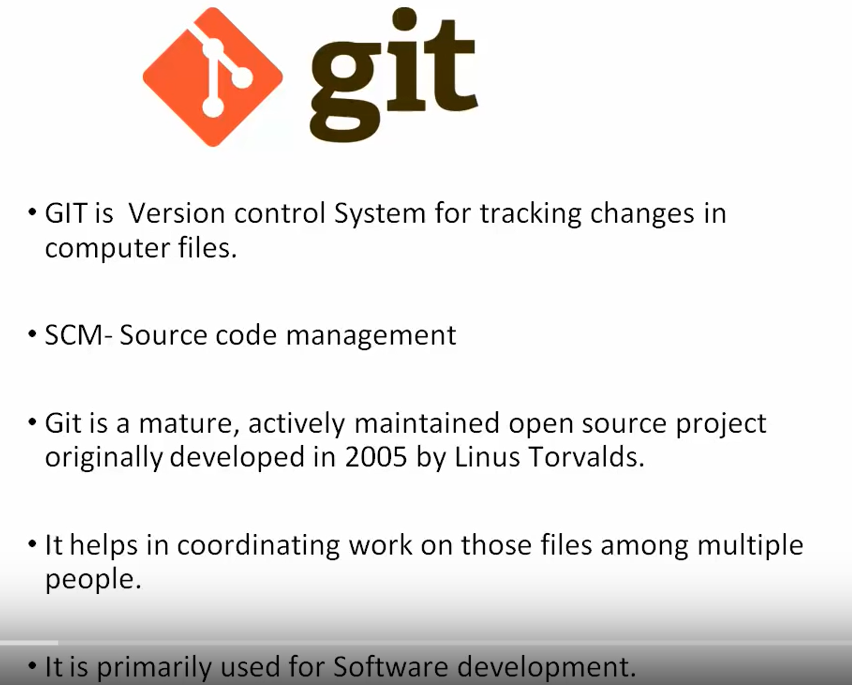 git
• GIT is Version control System for tracking changes in
computer files.
• SCM- Source code management
• Git is a mature, actively maintained open source project
originally developed in 2005 by Linus Torvalds.
• It helps in coordinating work on those files among multiple
people.
• It is primarily used for Software development.